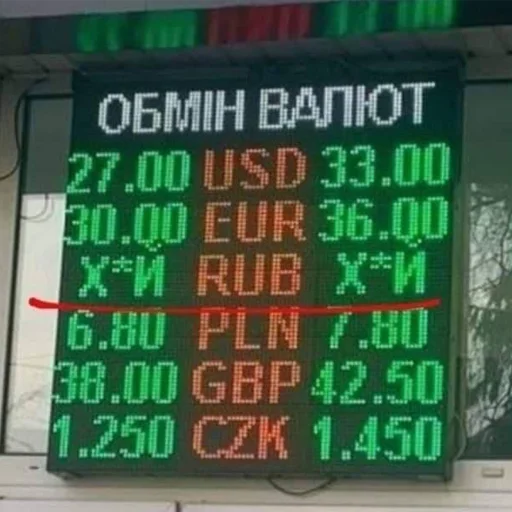 ОБМІН ВАЛЮТ
27.00 USD 33.00
30.00 EUR 36.00
Х*Й RUB Х*Й
6.80 PLN 7.80
38.00 GBP 42.50
1.250 CZK 1.450